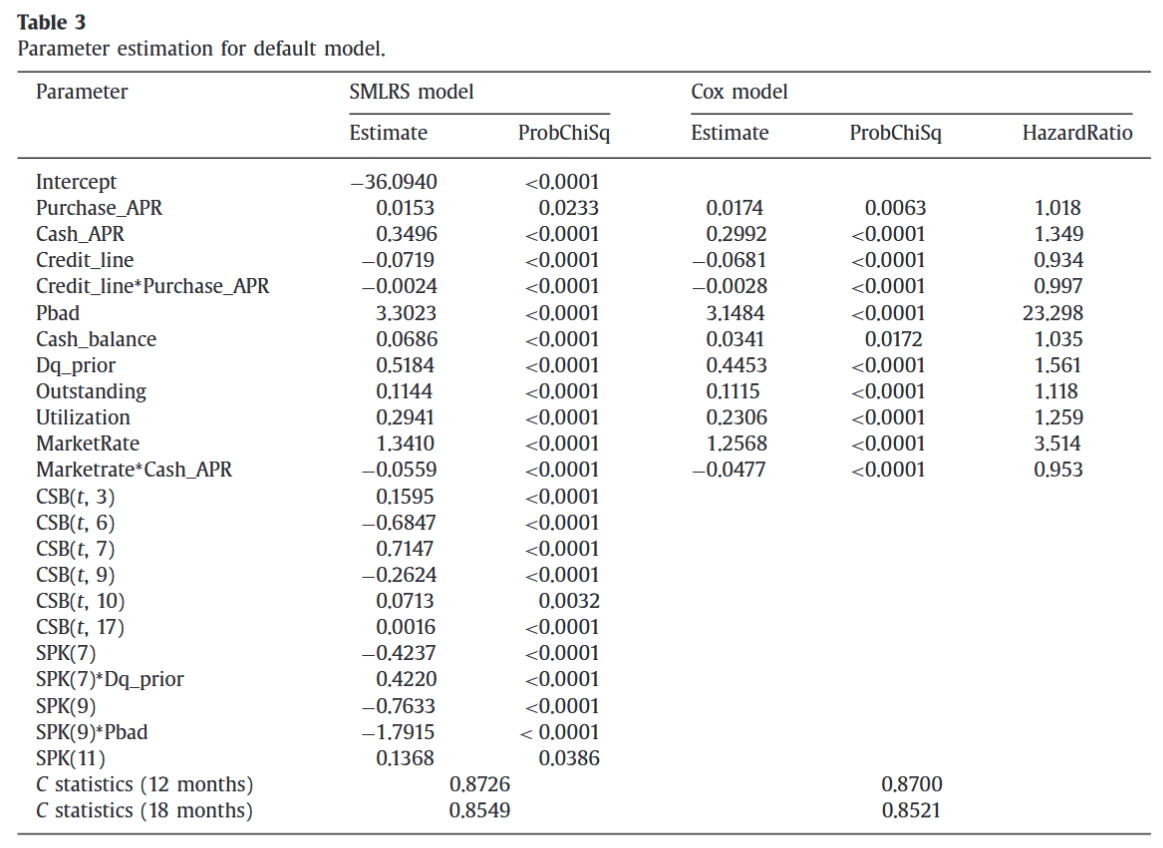 Table 3
Parameter estimation for default model.
Parameter SMLRS model Cox model
Estimate ProbChiSq Estimate ProbChiSq HazardRatio
Intercept −36.0940 <0.0001
Purchase_APR 0.0153 0.0233 0.0174 0.0063 1.018
Cash_APR 0.3496 <0.0001 0.2992 <0.0001 1.349
Credit_line −0.0719 <0.0001 −0.0681 <0.0001 0.934
Credit_line*Purchase_APR −0.0024 <0.0001 −0.0028 <0.0001 0.997
Pbad 3.3023 <0.0001 3.1484 <0.0001 23.298
Cash_balance 0.0686 <0.0001 0.0341 0.0172 1.035
Dq_prior 0.5184 <0.0001 0.4453 <0.0001 1.561
Outstanding 0.1144 <0.0001 0.1115 <0.0001 1.118
Utilization 0.2941 <0.0001 0.2306 <0.0001 1.259
MarketRate 1.3410 <0.0001 1.2568 <0.0001 3.514
Marketrate*Cash_APR −0.0559 <0.0001 −0.0477 <0.0001 0.953
CSB(t, 3) 0.1595 <0.0001
CSB(t, 6) −0.6847 <0.0001
CSB(t, 7) 0.7147 <0.0001
CSB(t, 9) −0.2624 <0.0001
CSB(t, 10) 0.0713 0.0032
CSB(t, 17) 0.0016 <0.0001
SPK(7) −0.4237 <0.0001
SPK(7)*Dq_prior 0.4220 <0.0001
SPK(9) −0.7633 <0.0001
SPK(9)*Pbad −1.7915 < 0.0001
SPK(11) 0.1368 0.0386
C statistics (12 months) 0.8726 0.8700
C statistics (18 months) 0.8549 0.8521